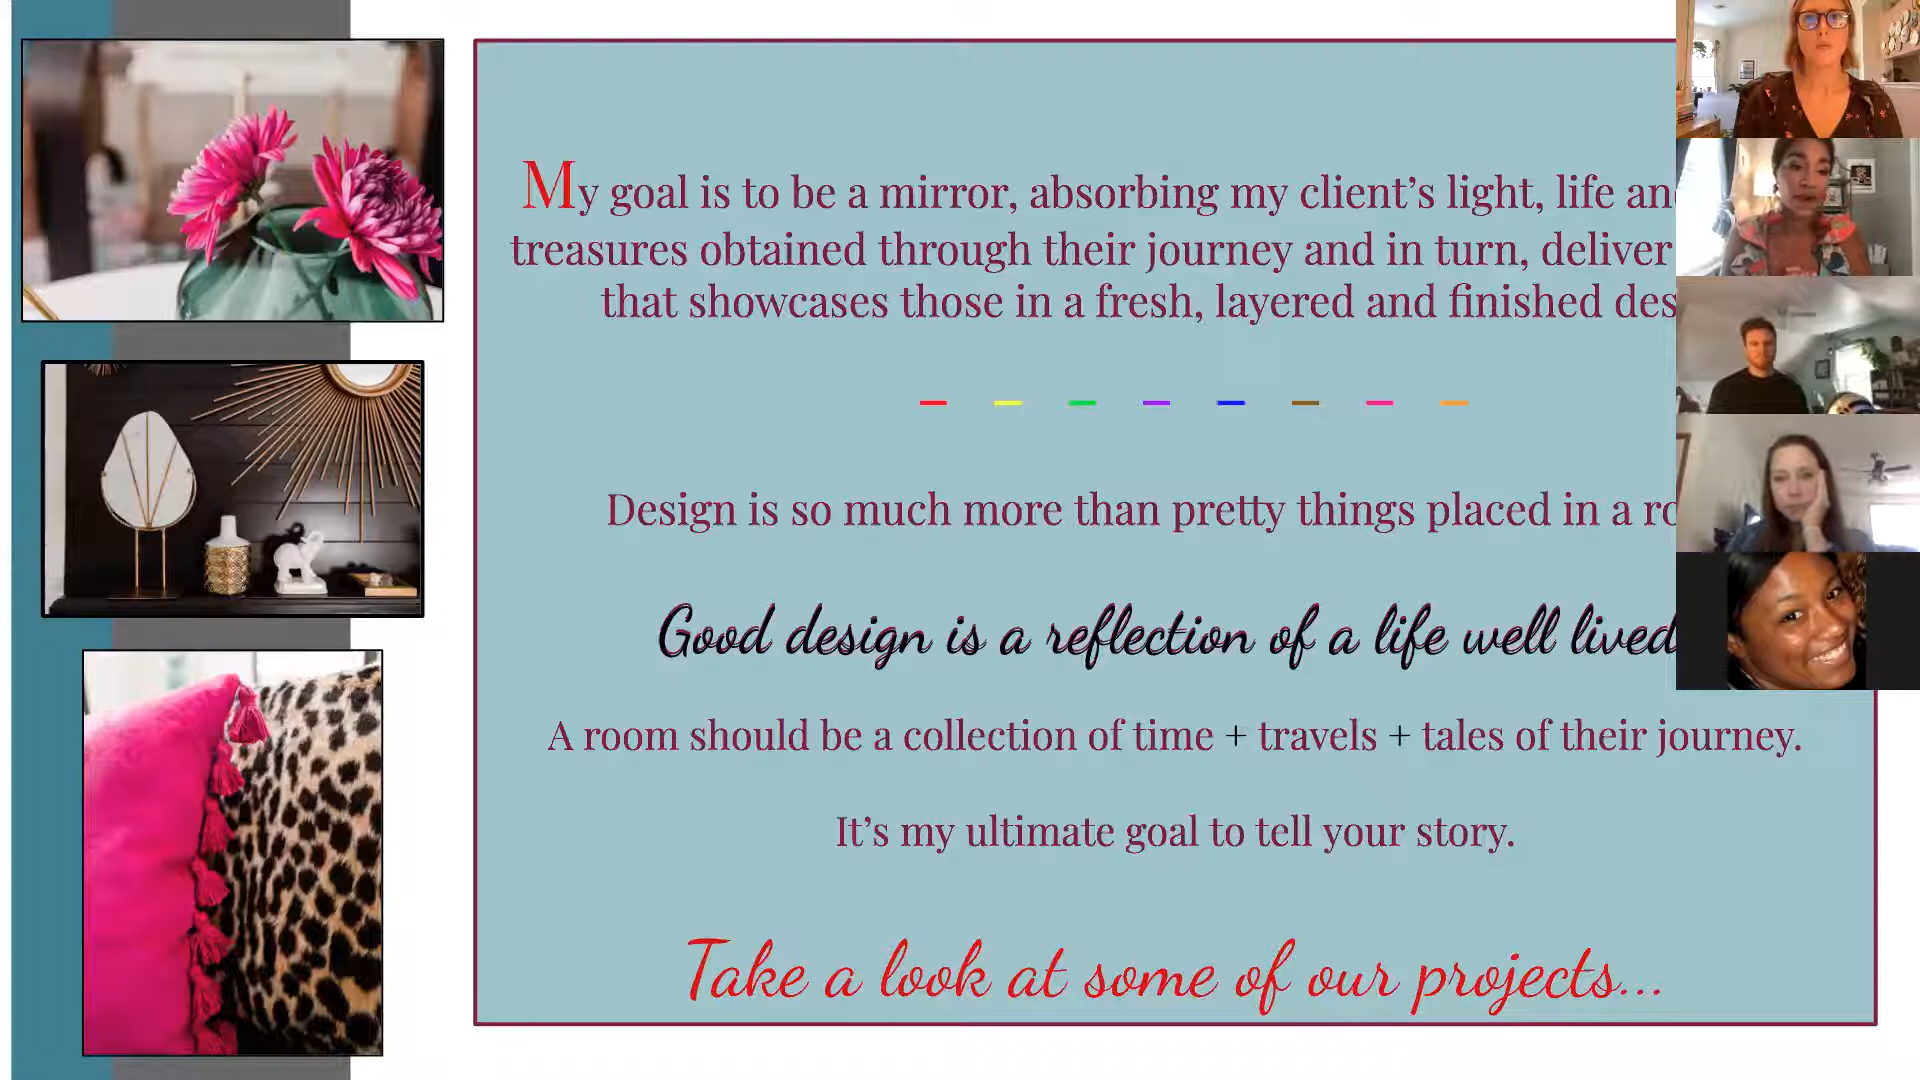 My goal is to be a mirror, absorbing my client's light, life
treasures obtained through their journey and in turn, deliver
that showcases those in a fresh, layered and finished
Design is so much more than pretty things placed in a
Good design is a reflection of a life well lived
A room should be a collection of time + travels + tales of their journey.
It's my ultimate goal to tell your story.
Take a look at some of our projects...